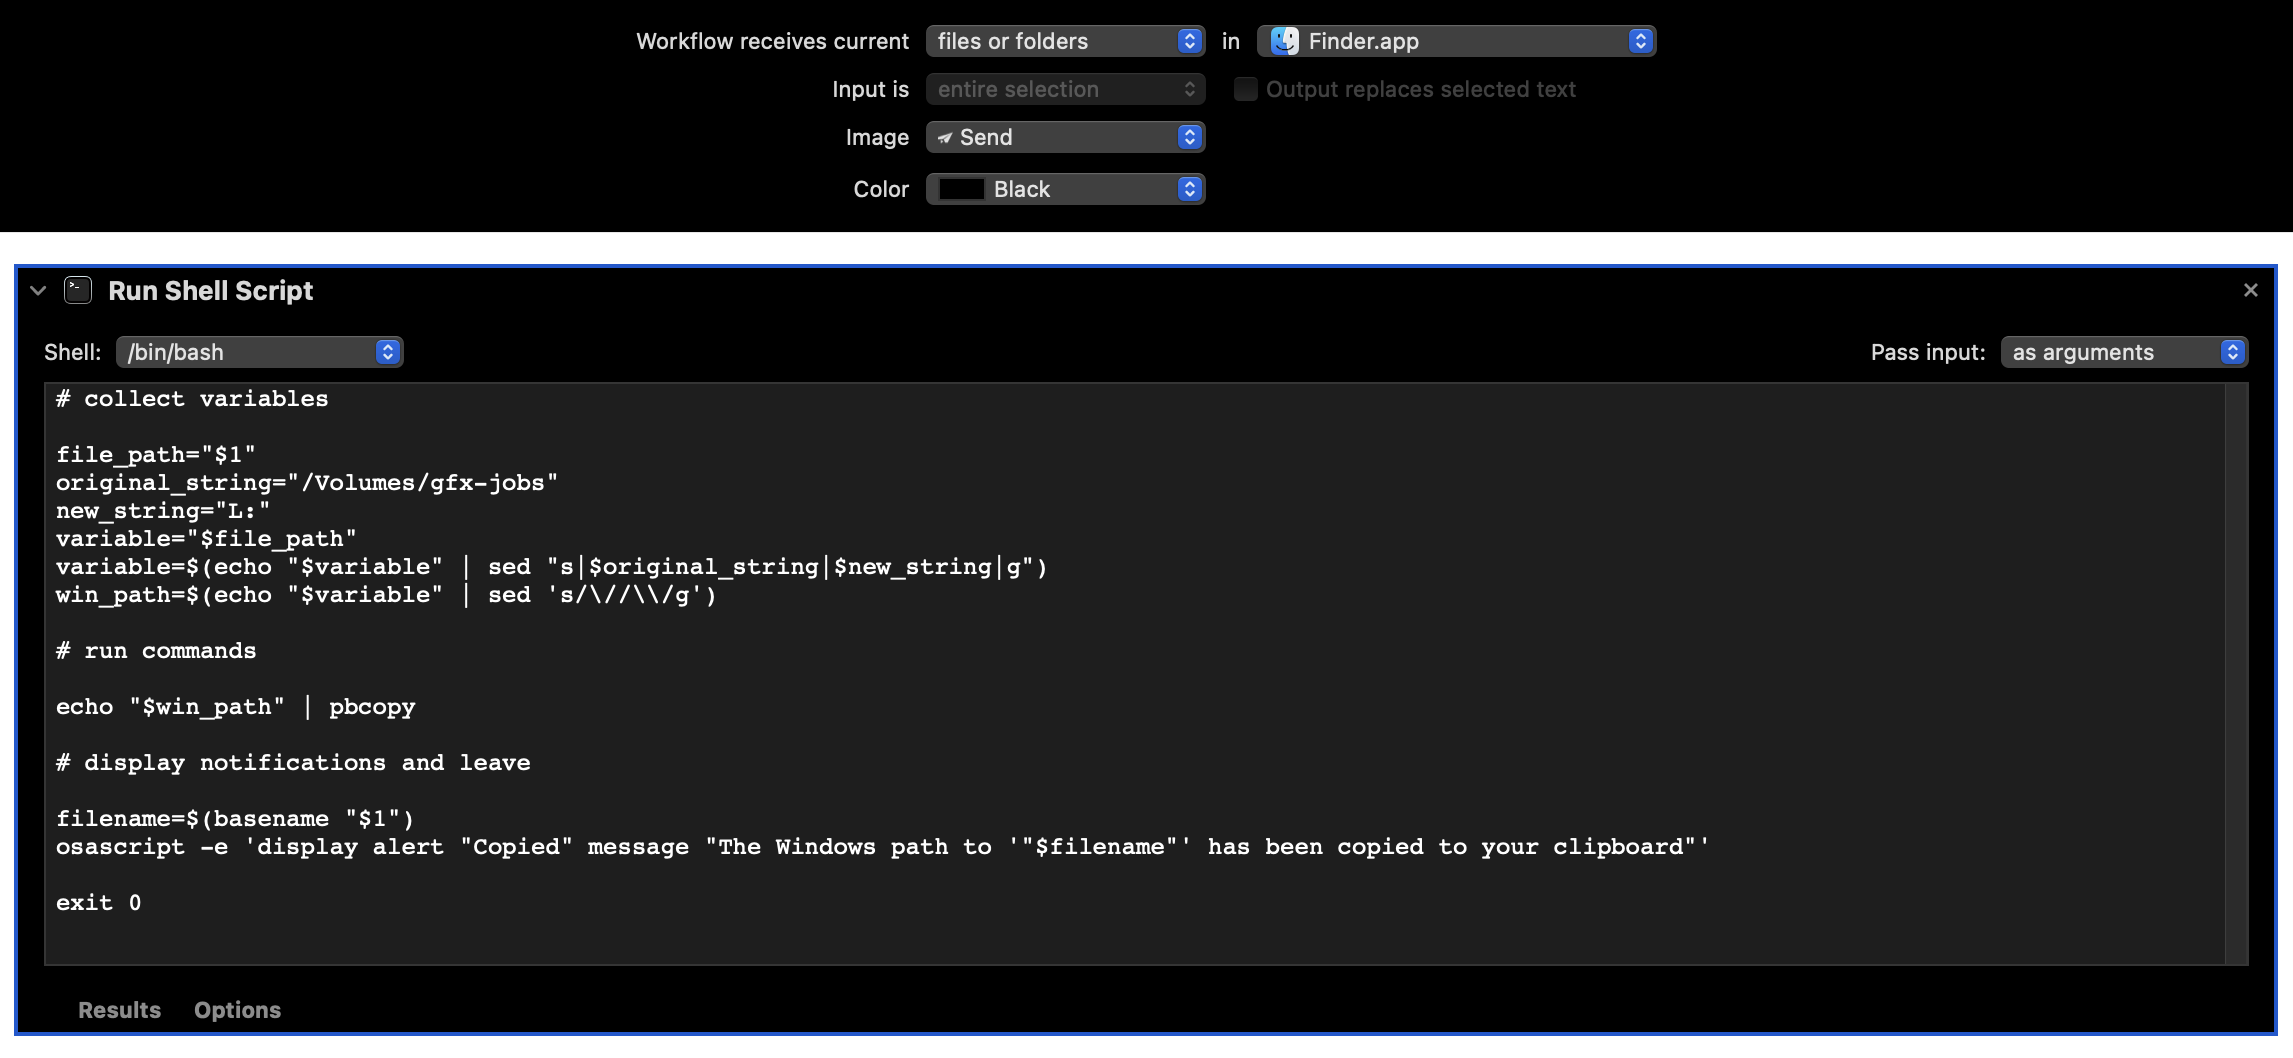 Workflow receives current files or folders in Finder.app
Input is entire selection Output replaces selected text
Image Send
Color Black
Run Shell Script
Shell: /bin/bash Pass input: as arguments
# collect variables
file_path="$1"
original_string="/Volumes/gfx-jobs"
new_string="L:"
variable="$file_path"
variable=$(echo "$variable" | sed "s|$original_string|$new_string|g")
win_path=$(echo "$variable" | sed 's/\//\\/g')
# run commands
echo "$win_path" | pbcopy
# display notifications and leave
filename=$(basename "$1")
osascript -e 'display alert "Copied" message "The Windows path to '"$filename"' has been copied to your clipboard"'
exit 0
Results Options